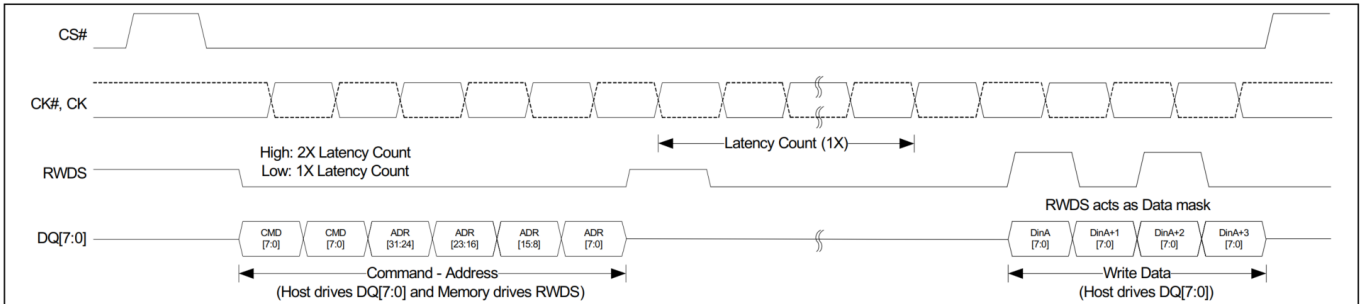 CS#
CK#, CK
Latency Count (1X)
High: 2X Latency Count
Low: 1X Latency Count
RWDS
RWDS acts as Data mask
DQ[7:0]
CMD [7:0]
CMD [7:0]
ADR [31:24]
ADR [23:16]
ADR [15:8]
ADR [7:0]
DinA [7:0]
DinA+1 [7:0]
DinA+2 [7:0]
DinA+3 [7:0]
Command - Address
(Host drives DQ[7:0] and Memory drives RWDS)
Write Data
(Host drives DQ[7:0])